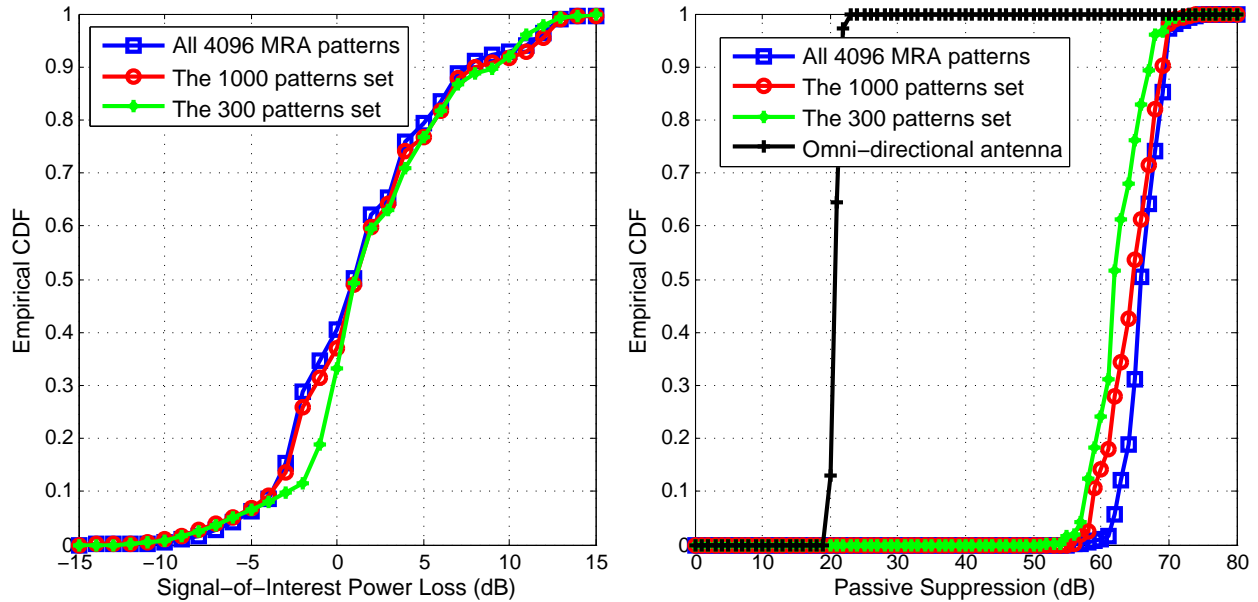 All 4096 MRA patterns
The 1000 patterns set
The 300 patterns set
Empirical CDF
1
0.9
0.8
0.7
0.6
0.5
0.4
0.3
0.2
0.1
0
−15 −10 −5 0 5 10 15
Signal−of−Interest Power Loss (dB)
All 4096 MRA patterns
The 1000 patterns set
The 300 patterns set
Omni−directional antenna
Empirical CDF
1
0.9
0.8
0.7
0.6
0.5
0.4
0.3
0.2
0.1
0
0 10 20 30 40 50 60 70 80
Passive Suppression (dB)